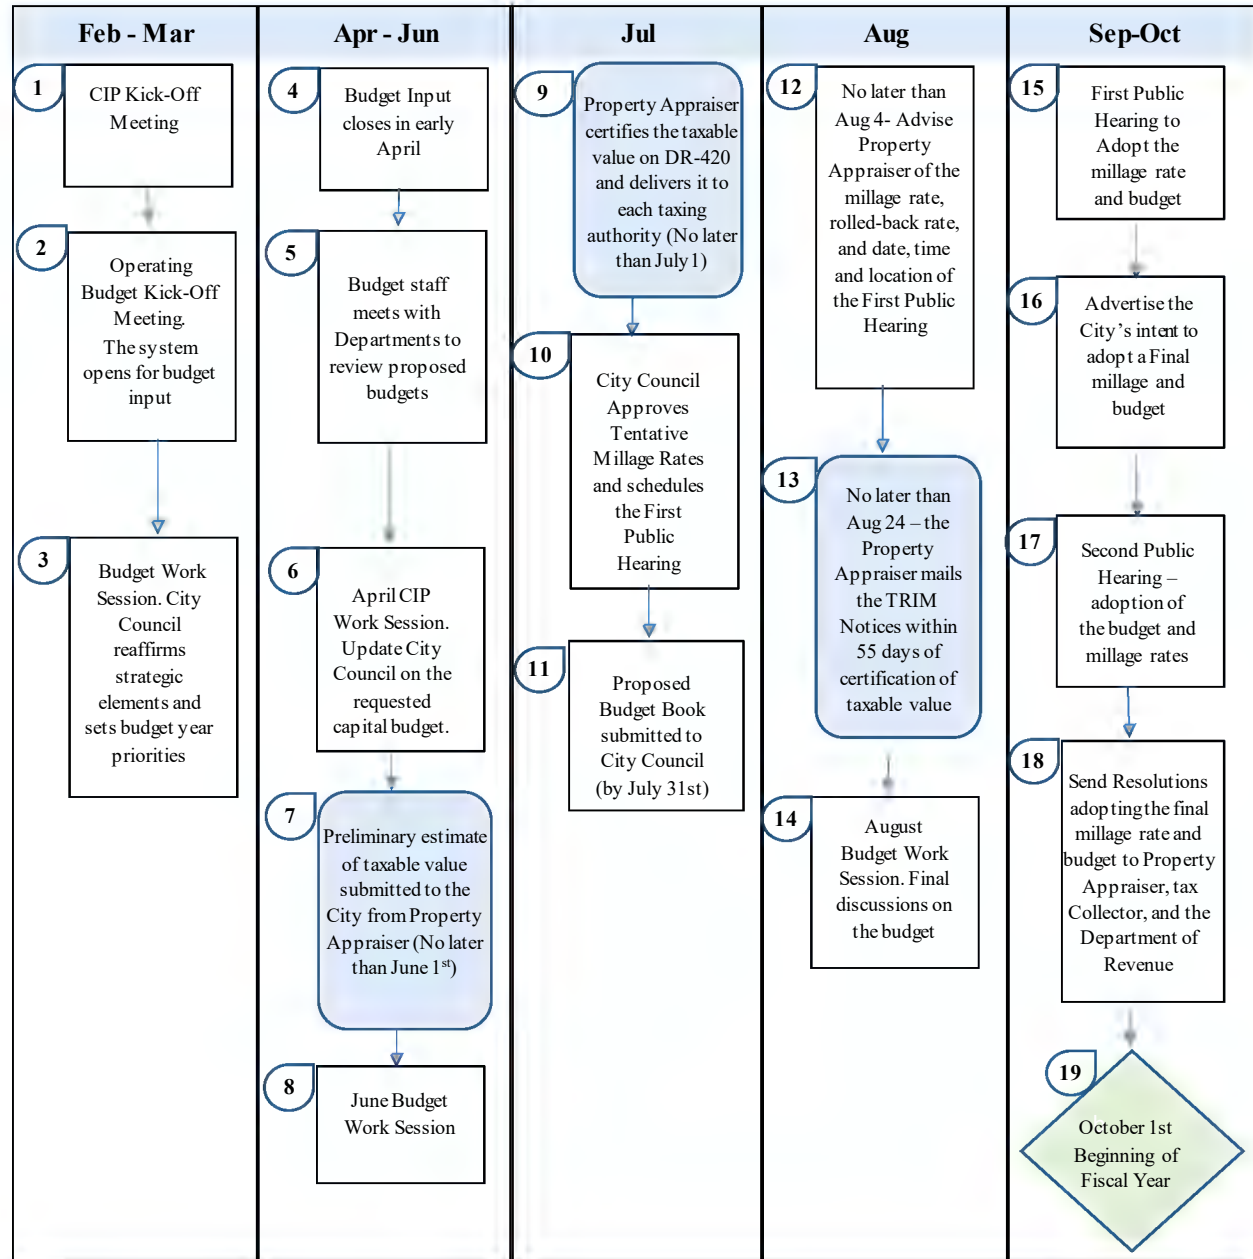 Feb - Mar
1
CIP Kick-Off
Meeting
2
Operating
Budget Kick-Off
Meeting.
The system
opens for budget
input
3
Budget Work
Session. City
Council
reaffirms
strategic
elements and
sets budget year
priorities
Apr - Jun
4
Budget Input
closes in early
April
5
Budget staff
meets with
Departments to
review proposed
budgets
6
April CIP
Work Session.
Update City
Council on the
requested
capital budget.
7
Preliminary estimate
of taxable value
submitted to the
City from Property
Appraiser (No later
than June 1st)
8
June Budget
Work Session
Jul
9
Property Appraiser
certifies the taxable
value on DR-420
and delivers it to
each taxing
authority (No later
than July 1)
10
City Council
Approves
Tentative
Millage Rates
and schedules
the First
Public
Hearing
11
Proposed
Budget Book
submitted to
City Council
(by July 31st)
Aug
12
No later than
Aug 4- Advise
Property
Appraiser of the
millage rate,
rolled-back rate,
and date, time
and location of
the First Public
Hearing
13
No later than
Aug 24 – the
Property
Appraiser mails
the TRIM
Notices within
55 days of
certification of
taxable value
14
August
Budget Work
Session. Final
discussions on
the budget
Sep-Oct
15
First Public
Hearing to
Adopt the
millage rate
and budget
16
Advertise the
City’s intent to
adopt a Final
millage and
budget
17
Second Public
Hearing –
adoption of
the budget and
millage rates
18
Send Resolutions
adopting the final
millage rate and
budget to Property
Appraiser, tax
Collector, and the
Department of
Revenue
19
October 1st
Beginning of
Fiscal Year